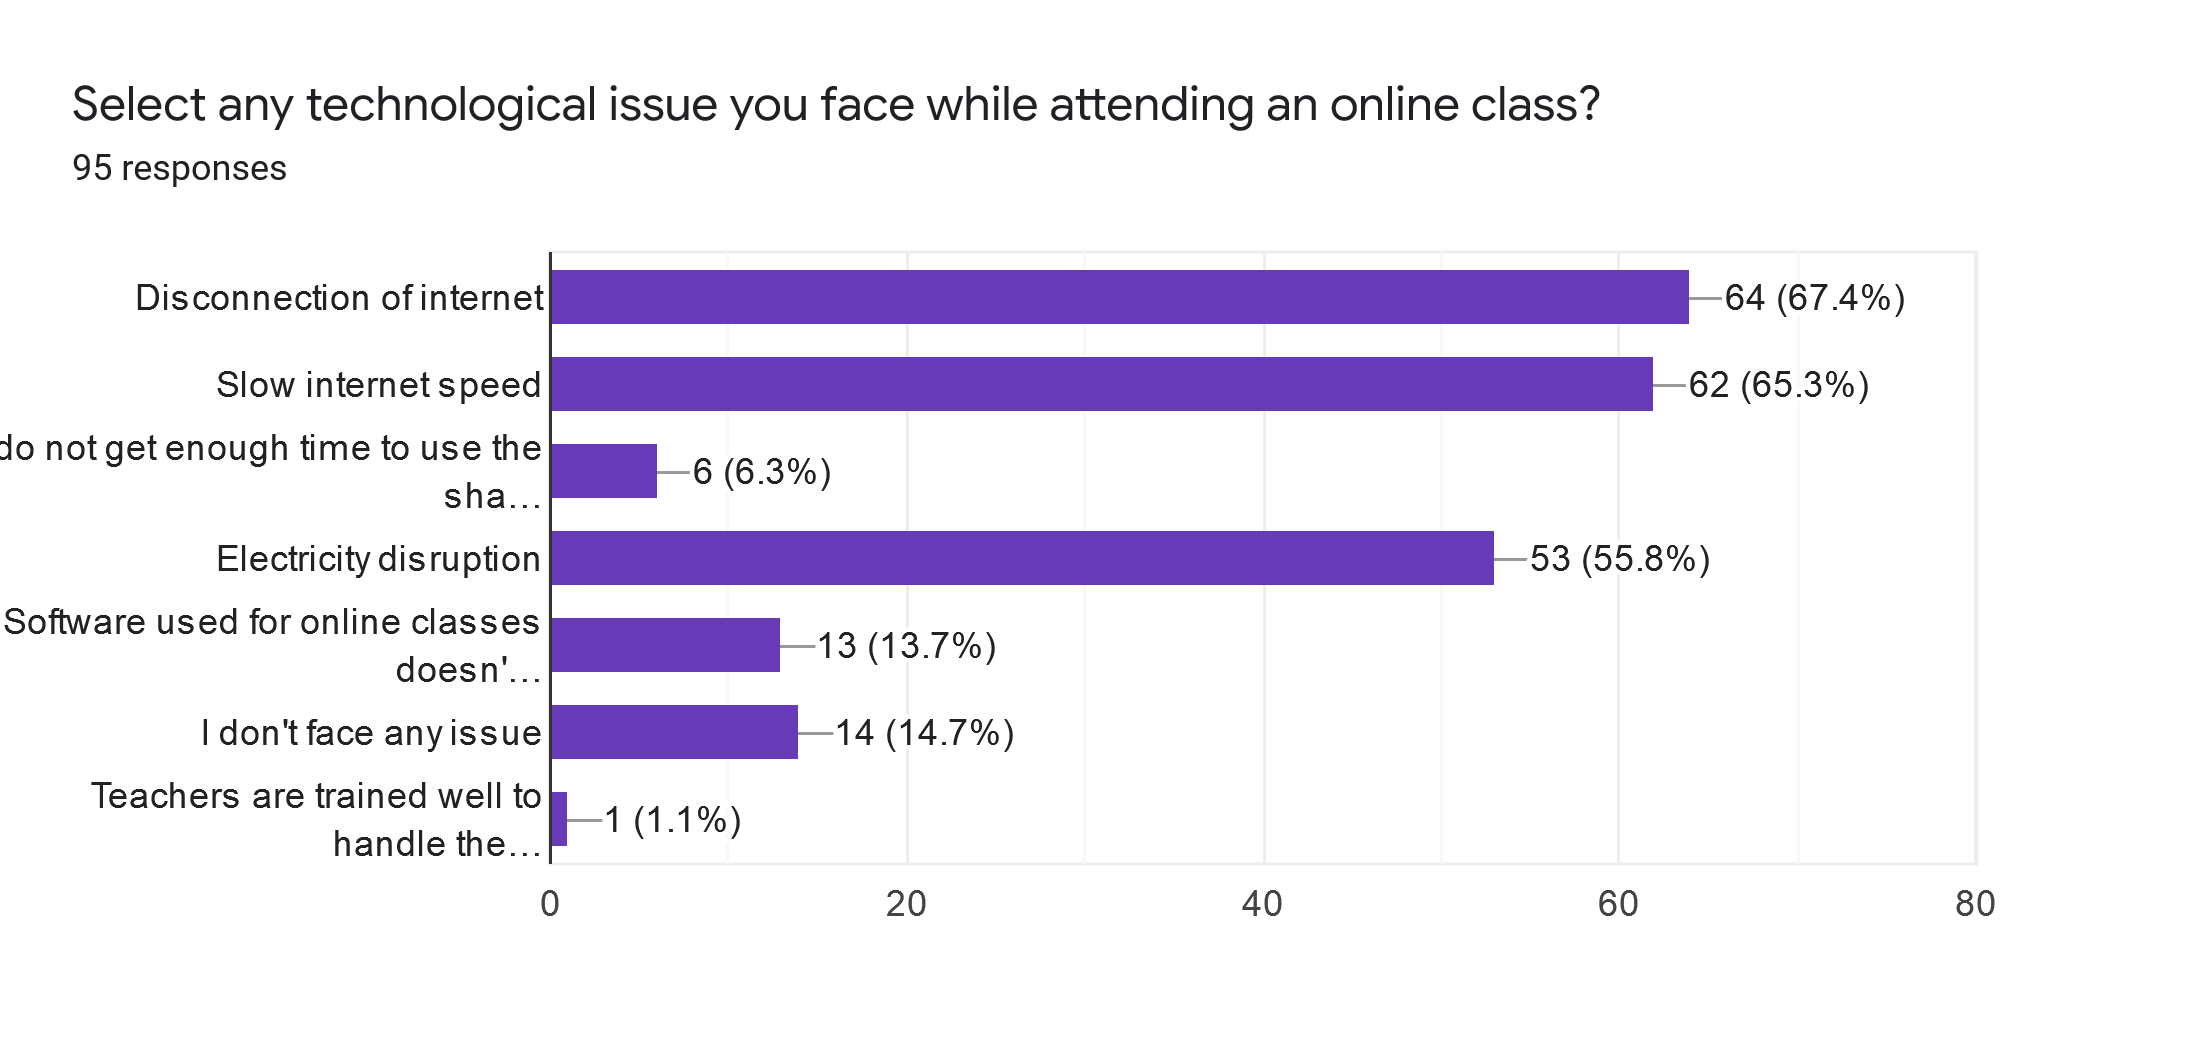 Select any technological issue you face while attending an online class?
95 responses
Disconnection of internet
64 (67.4%)
Slow internet speed
62 (65.3%)
do not get enough time to use the
sha...
6 (6.3%)
Electricity disruption
53 (55.8%)
Software used for online classes
doesn'...
13 (13.7%)
I don't face any issue
14 (14.7%)
Teachers are trained well to
handle the...
1 (1.1%)
0 20 40 60 80